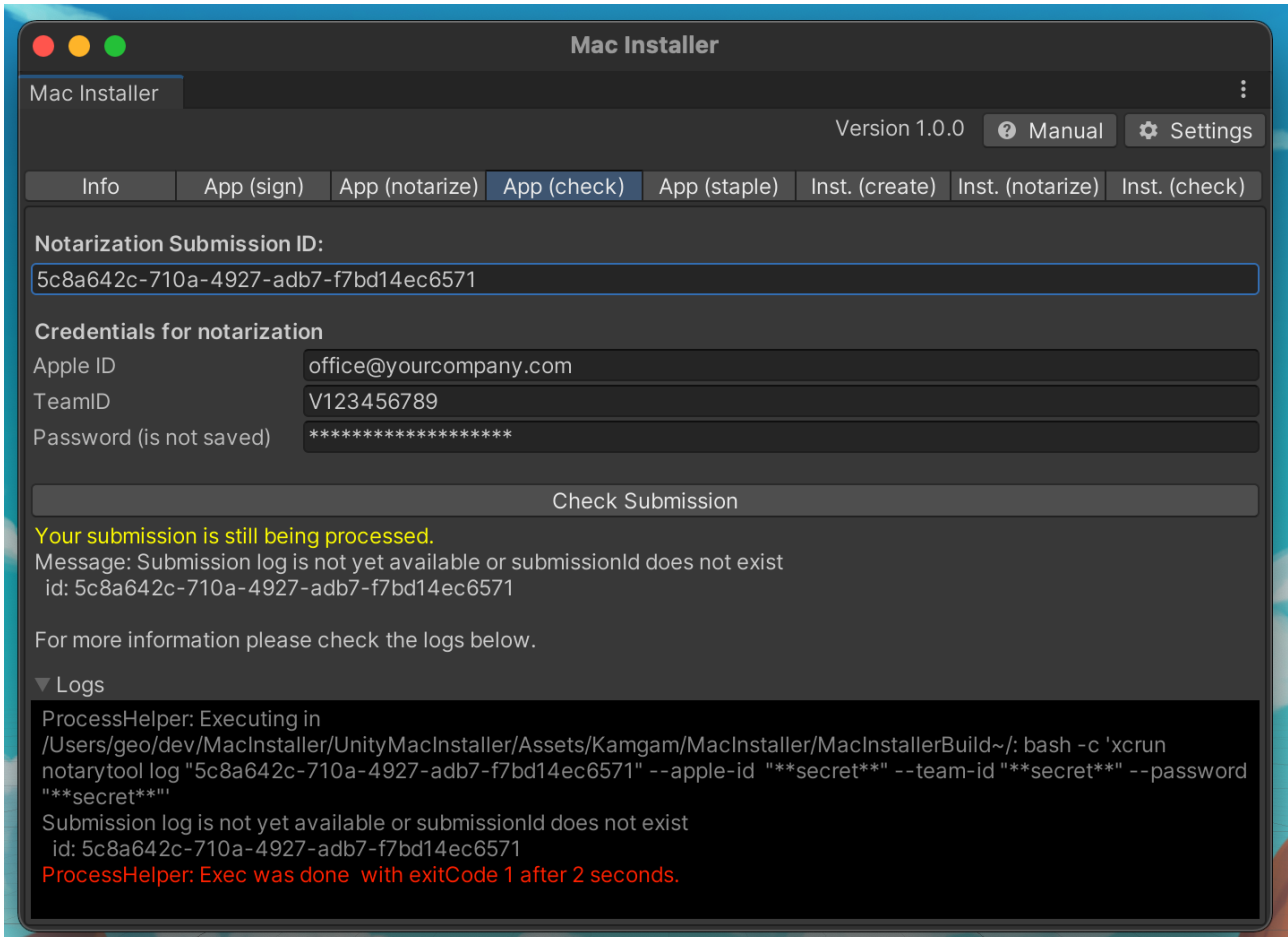 Mac Installer
Mac Installer
Version 1.0.0 Manual Settings
Info App (sign) App (notarize) App (check) App (staple) Inst. (create) Inst. (notarize) Inst. (check)
Notarization Submission ID:
5c8a642c-710a-4927-adb7-f7bd14ec6571
Credentials for notarization
Apple ID office@yourcompany.com
TeamID V123456789
Password (is not saved) *******************
Check Submission
Your submission is still being processed.
Message: Submission log is not yet available or submissionId does not exist
id: 5c8a642c-710a-4927-adb7-f7bd14ec6571
For more information please check the logs below.
Logs
ProcessHelper: Executing in
/Users/geo/dev/MacInstaller/UnityMacInstaller/Assets/Kamgam/MacInstaller/MacInstallerBuild~/: bash -c 'xcrun
notarytool log "5c8a642c-710a-4927-adb7-f7bd14ec6571" --apple-id  "**secret**" --team-id "**secret**" --password
"**secret**"'
Submission log is not yet available or submissionId does not exist
id: 5c8a642c-710a-4927-adb7-f7bd14ec6571
ProcessHelper: Exec was done  with exitCode 1 after 2 seconds.